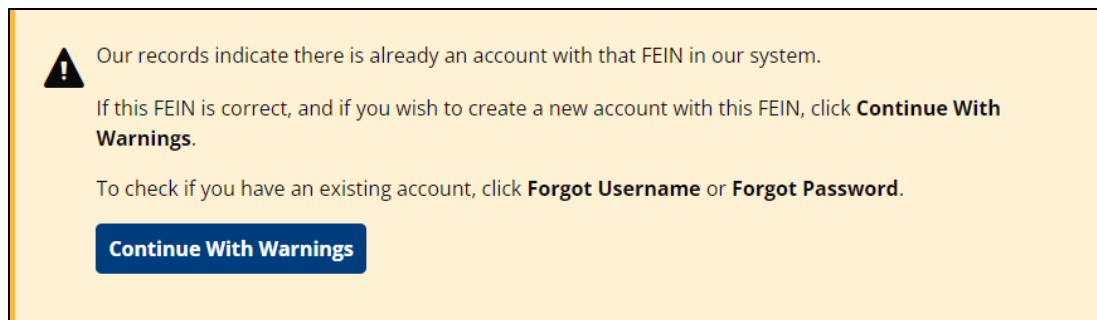 Our records indicate there is already an account with that FEIN in our system.
If this FEIN is correct, and if you wish to create a new account with this FEIN, click Continue With
Warnings.
To check if you have an existing account, click Forgot Username or Forgot Password.
Continue With Warnings